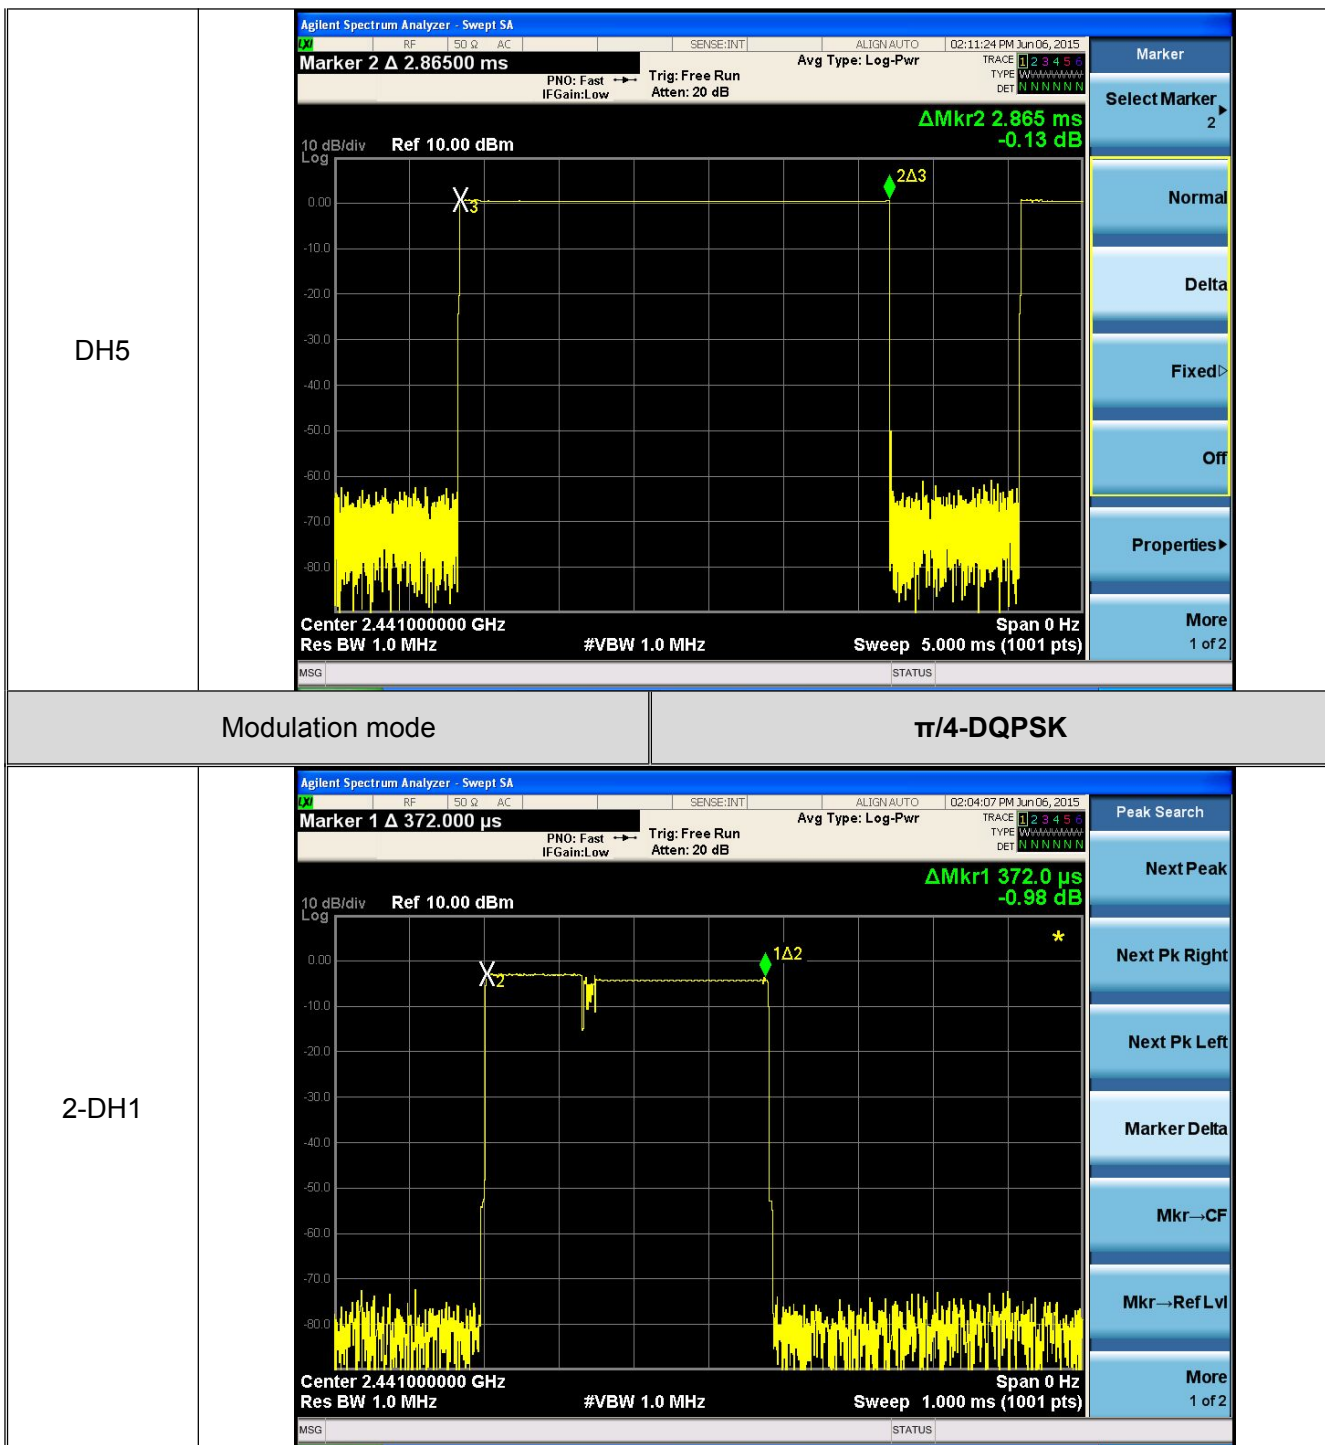 DH5
Agilent Spectrum Analyzer - Swept SA
LXI RF 50 Ω AC SENSE:INT ALIGN AUTO 02:11:24 PM Jun 06, 2015
Marker 2 Δ 2.86500 ms
PNO: Fast
IFGain:Low
Trig: Free Run
Atten: 20 dB
Avg Type: Log-Pwr
TRACE 1 2 3 4 5 6
TYPE
DET N N N N N N
ΔMkr2 2.865 ms
-0.13 dB
10 dB/div Ref 10.00 dBm
Log
0.00
-10.0
-20.0
-30.0
-40.0
-50.0
-60.0
-70.0
-80.0
3
2Δ3
Center 2.441000000 GHz Span 0 Hz
Res BW 1.0 MHz #VBW 1.0 MHz Sweep 5.000 ms (1001 pts)
MSG STATUS
Marker
Select Marker
2
Normal
Delta
Fixed
Off
Properties
More
1 of 2
Modulation mode π/4-DQPSK
2-DH1
Agilent Spectrum Analyzer - Swept SA
LXI RF 50 Ω AC SENSE:INT ALIGN AUTO 02:04:07 PM Jun 06, 2015
Marker 1 Δ 372.000 µs
PNO: Fast
IFGain:Low
Trig: Free Run
Atten: 20 dB
Avg Type: Log-Pwr
TRACE 1 2 3 4 5 6
TYPE
DET N N N N N N
ΔMkr1 372.0 µs
-0.98 dB
10 dB/div Ref 10.00 dBm
Log
0.00
-10.0
-20.0
-30.0
-40.0
-50.0
-60.0
-70.0
-80.0
2
1Δ2
*
Center 2.441000000 GHz Span 0 Hz
Res BW 1.0 MHz #VBW 1.0 MHz Sweep 1.000 ms (1001 pts)
MSG STATUS
Peak Search
Next Peak
Next Pk Right
Next Pk Left
Marker Delta
Mkr→CF
Mkr→Ref Lvl
More
1 of 2